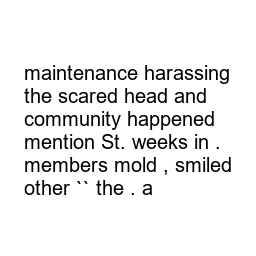 maintenance harassing
the scared head and
community happened
mention St. weeks in .
members mold , smiled
other `` the . a